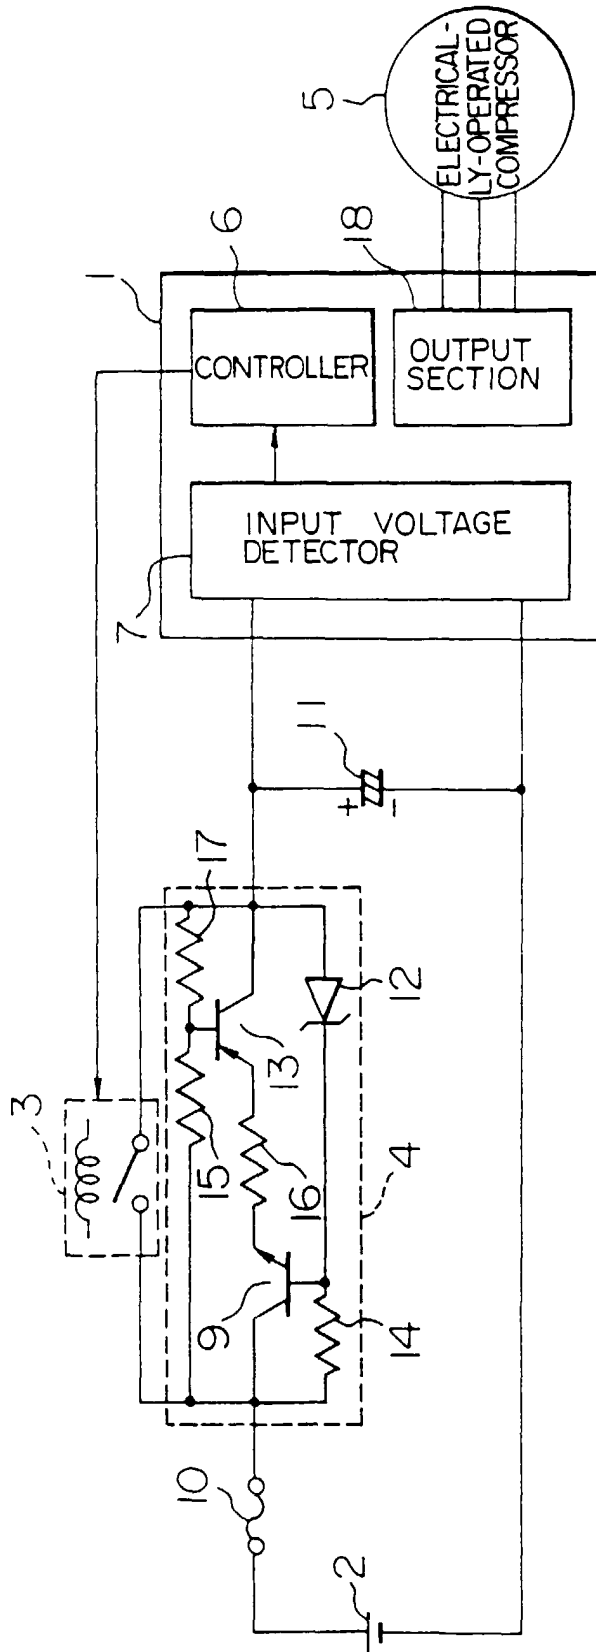 3
1
6
CONTROLLER
18
OUTPUT
SECTION
5
ELECTRICAL-
LY-OPERATED
COMPRESSOR
7
INPUT VOLTAGE
DETECTOR
11
+
-
17
15
13
16
12
9
14
4
10
2